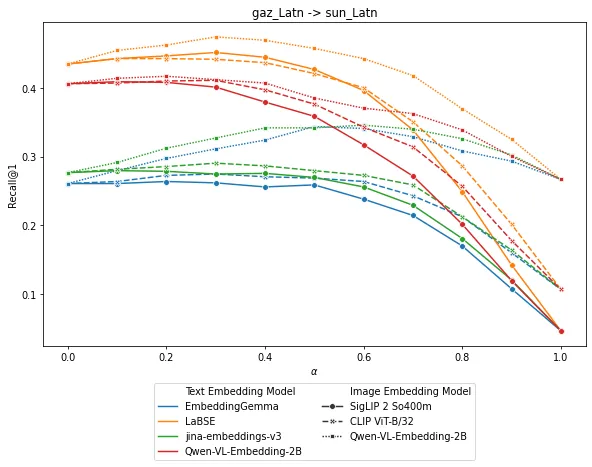 gaz_Latn -> sun_Latn
Recall@1
0.4
0.3
0.2
0.1
0.0 0.2 0.4 0.6 0.8 1.0
α
Text Embedding Model Image Embedding Model
EmbeddingGemma SigLIP 2 So400m
LaBSE CLIP ViT-B/32
jina-embeddings-v3 Qwen-VL-Embedding-2B
Qwen-VL-Embedding-2B